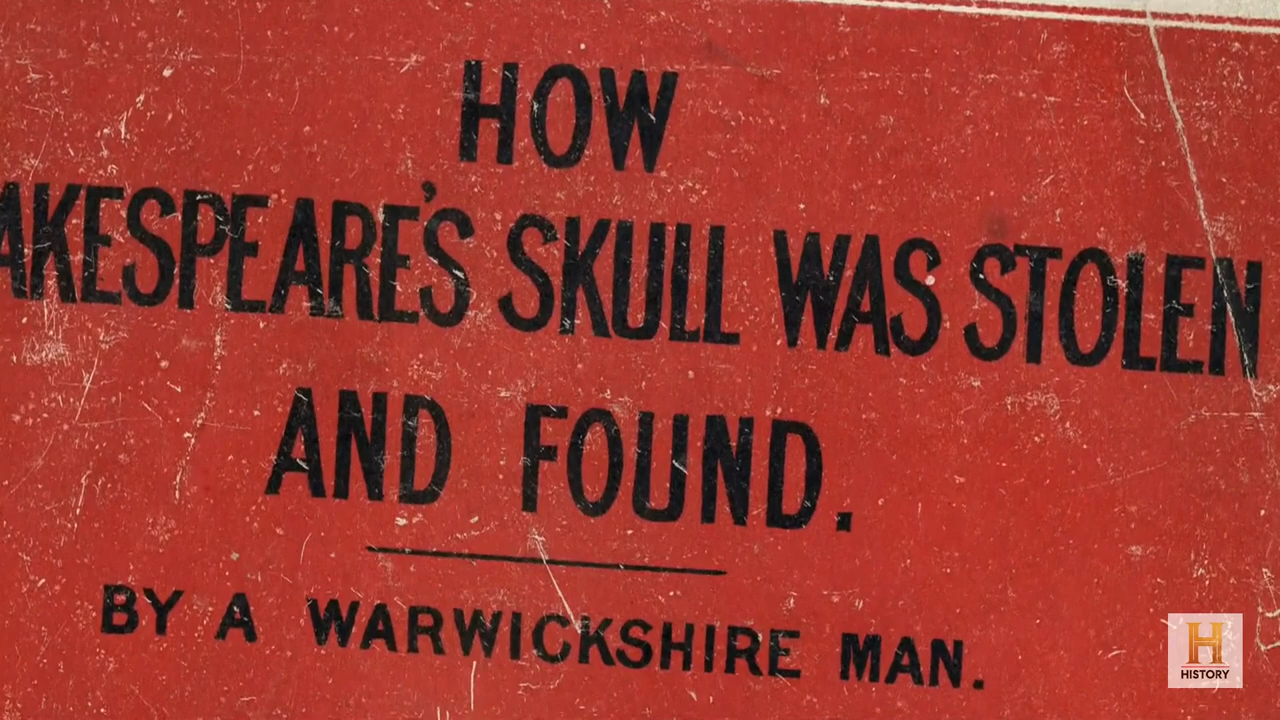 HOW
AKESPEARE'S SKULL WAS STOLEN
AND FOUND.
BY A WARWICKSHIRE MAN.
H
HISTORY